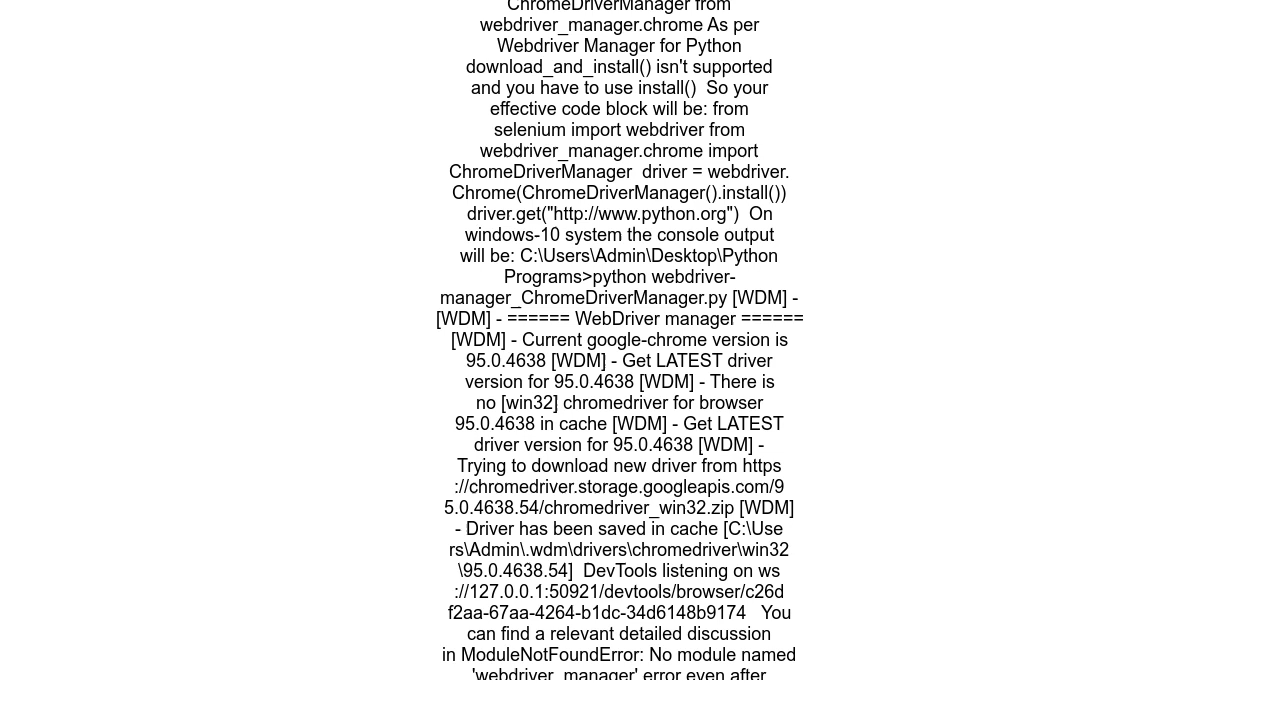 ChromeDriverManager from
webdriver_manager.chrome As per
Webdriver Manager for Python
download_and_install() isn't supported
and you have to use install()  So your
effective code block will be: from
selenium import webdriver from
webdriver_manager.chrome import
ChromeDriverManager  driver = webdriver.
Chrome(ChromeDriverManager().install())
driver.get("http://www.python.org")  On
windows-10 system the console output
will be: C:\Users\Admin\Desktop\Python
Programs>python webdriver-
manager_ChromeDriverManager.py [WDM] -
[WDM] - ====== WebDriver manager ======
[WDM] - Current google-chrome version is
95.0.4638 [WDM] - Get LATEST driver
version for 95.0.4638 [WDM] - There is
no [win32] chromedriver for browser
95.0.4638 in cache [WDM] - Get LATEST
driver version for 95.0.4638 [WDM] -
Trying to download new driver from https
://chromedriver.storage.googleapis.com/9
5.0.4638.54/chromedriver_win32.zip [WDM]
- Driver has been saved in cache [C:\Use
rs\Admin\.wdm\drivers\chromedriver\win32
\95.0.4638.54]  DevTools listening on ws
://127.0.0.1:50921/devtools/browser/c26d
f2aa-67aa-4264-b1dc-34d6148b9174   You
can find a relevant detailed discussion
in ModuleNotFoundError: No module named
'webdriver_manager' error even after